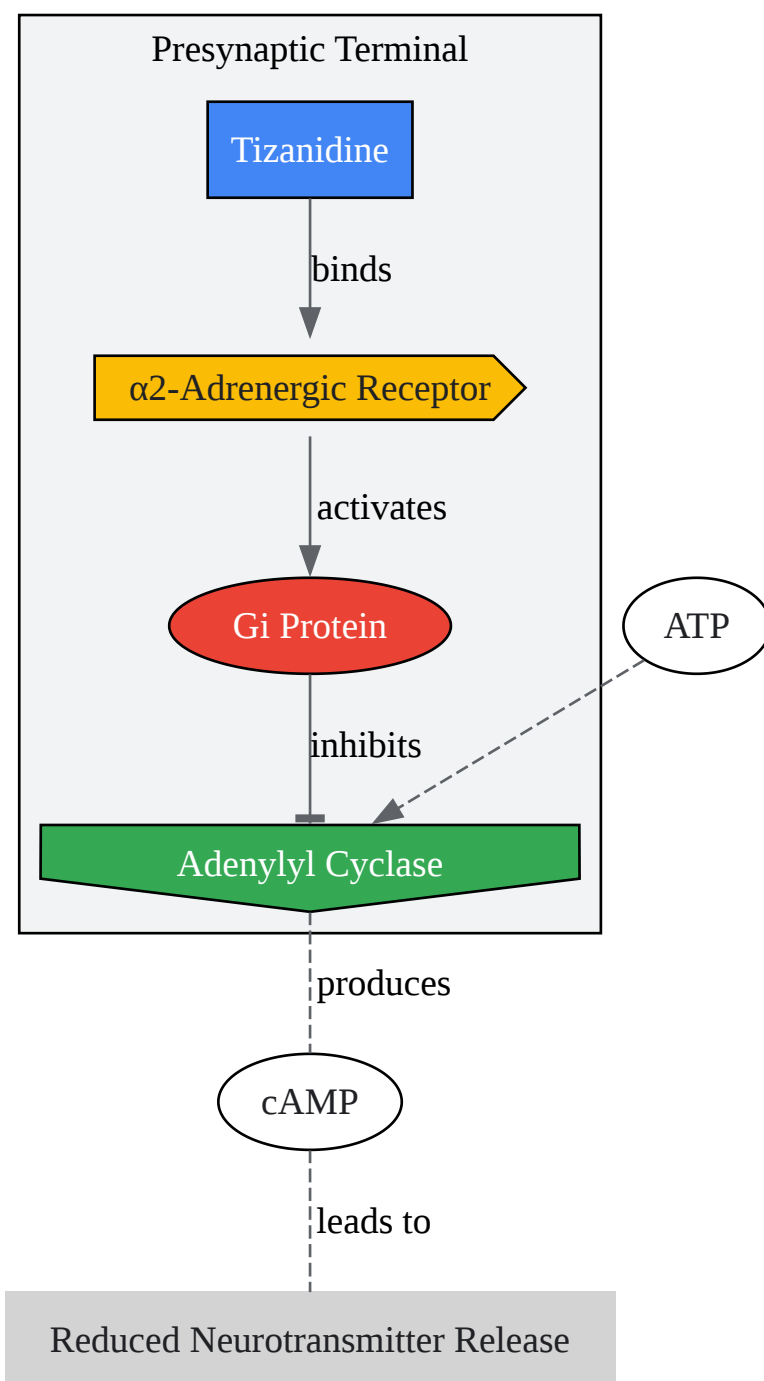 Presynaptic Terminal
Tizanidine
binds
α2-Adrenergic Receptor
activates
Gi Protein
ATP
inhibits
Adenylyl Cyclase
produces
cAMP
leads to
Reduced Neurotransmitter Release